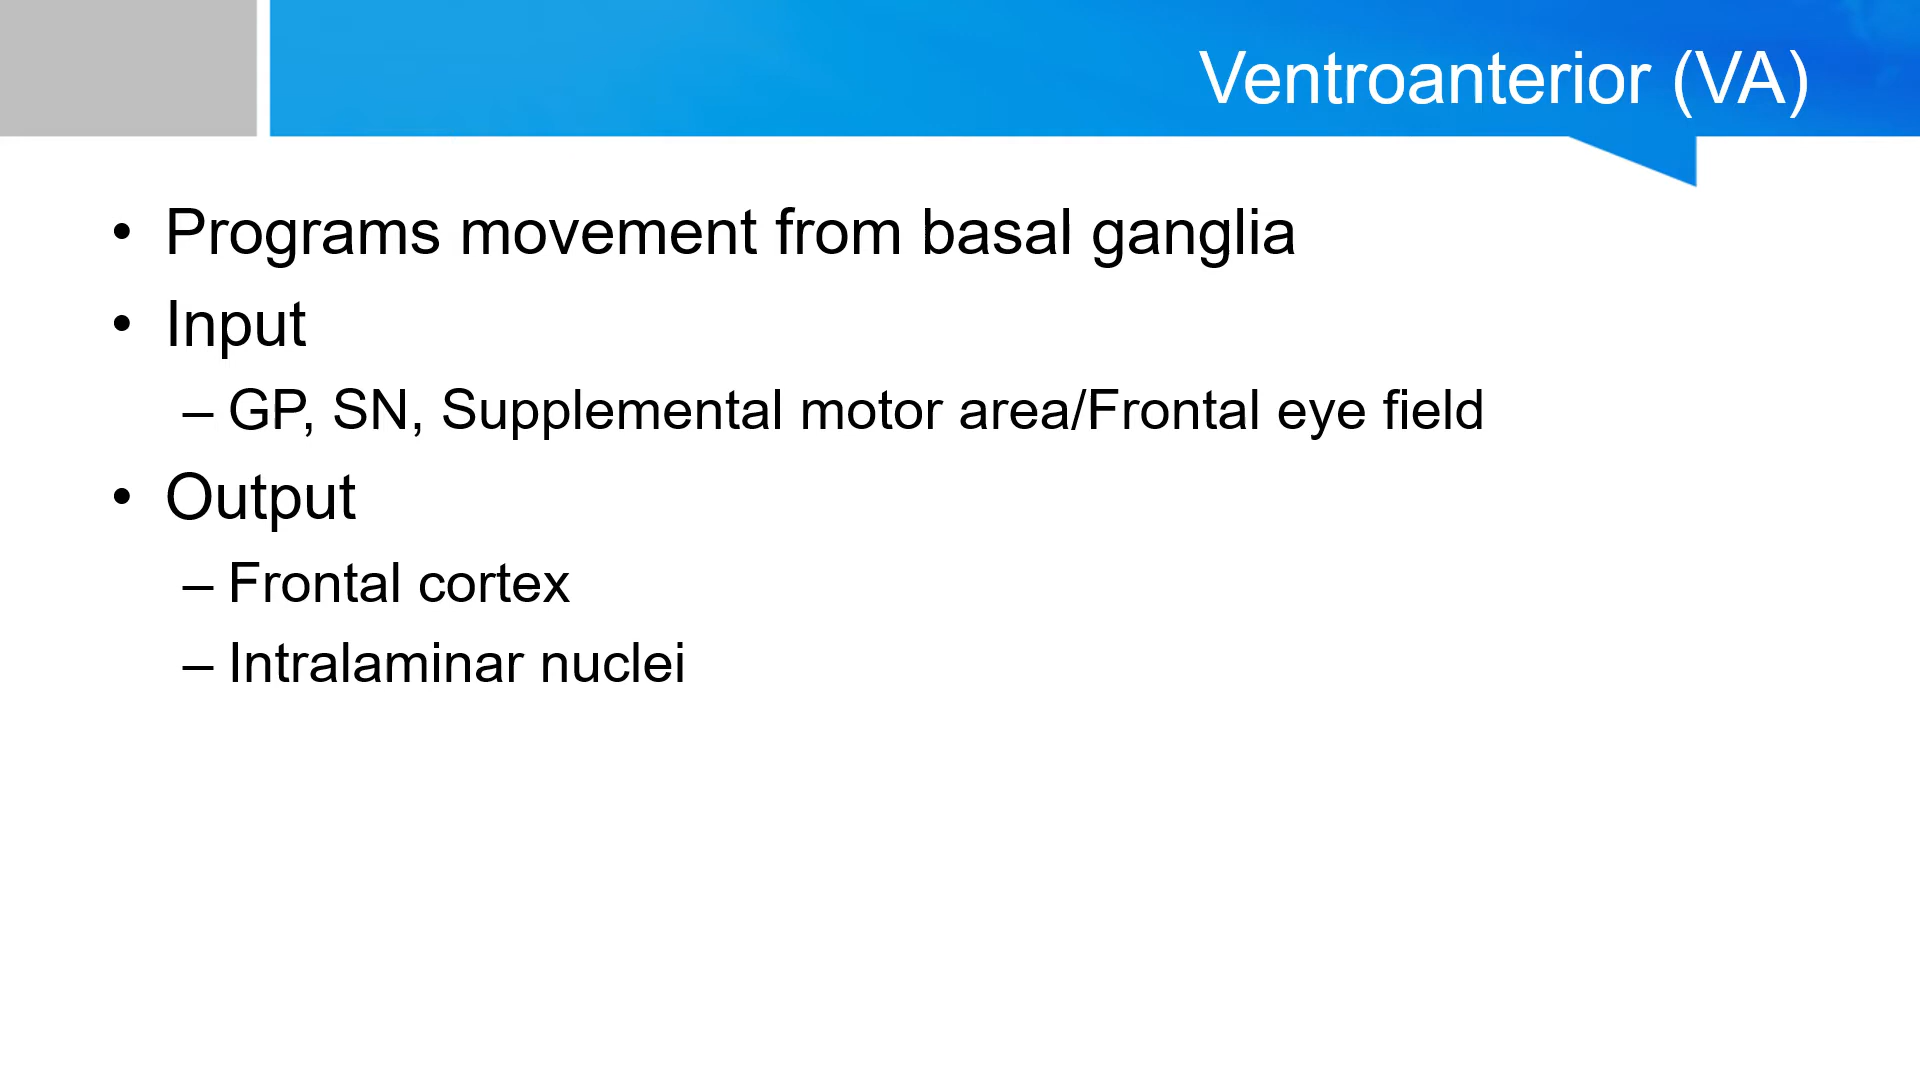 Ventroanterior (VA)
• Programs movement from basal ganglia
• Input
– GP, SN, Supplemental motor area/Frontal eye field
• Output
– Frontal cortex
– Intralaminar nuclei